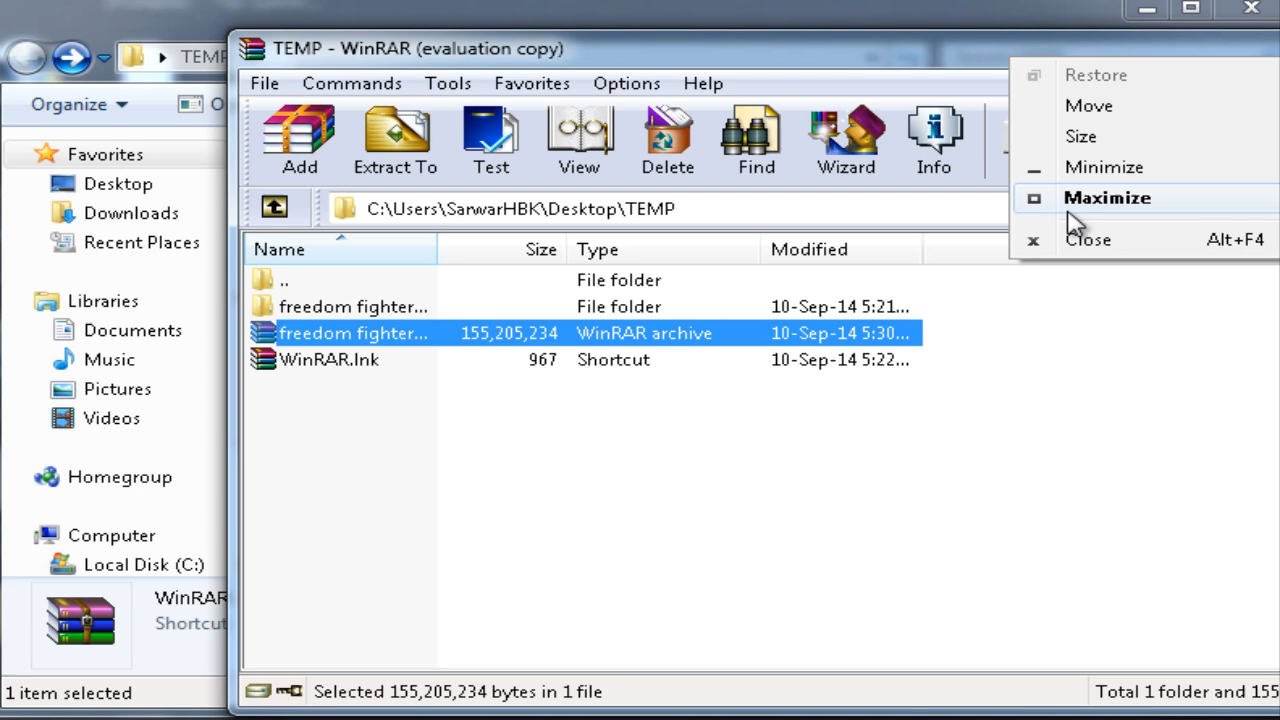 TEMP
TEMP - WinRAR (evaluation copy)
File Commands Tools Favorites Options Help
Restore
Move
Size
Minimize
Maximize
Close Alt+F4
Organize
Add Extract To Test View Delete Find Wizard Info
C:\Users\SarwarHBK\Desktop\TEMP
Name Size Type Modified
.. File folder
freedom fighter... File folder 10-Sep-14 5:21...
freedom fighter... 155,205,234 WinRAR archive 10-Sep-14 5:30...
WinRAR.lnk 967 Shortcut 10-Sep-14 5:22...
Favorites
Desktop
Downloads
Recent Places
Libraries
Documents
Music
Pictures
Videos
Homegroup
Computer
Local Disk (C:)
WinRAR
Shortcut
1 item selected
Selected 155,205,234 bytes in 1 file
Total 1 folder and 155